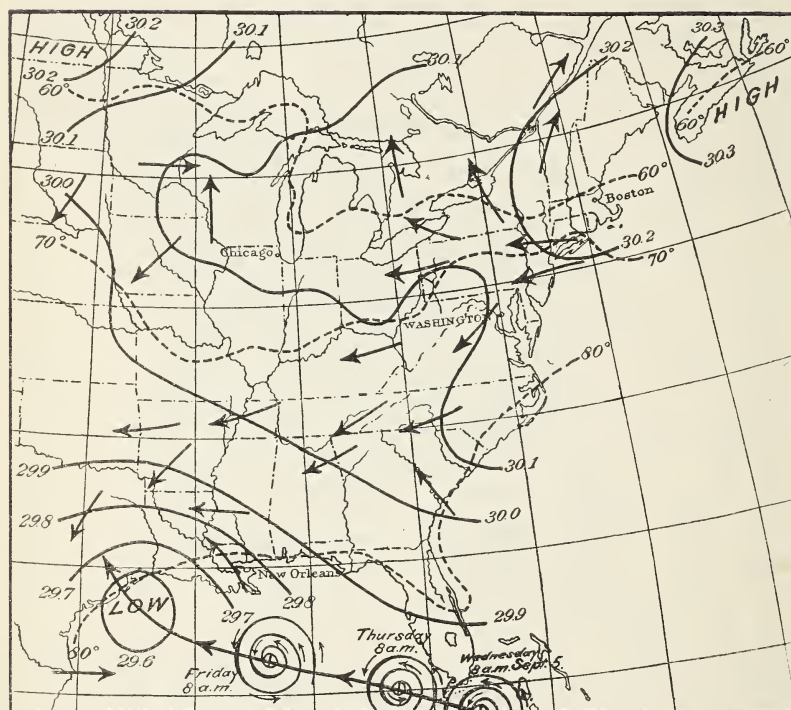 30.2
30.1
30.3
HIGH
30.2
60°
HIGH
30.2
30.1
60°
60°
30.1
30.3
30.0
60°
Boston
70°
Chicago
30.2
70°
WASHINGTON
80°
29.9
30.1
29.8
30.0
New Orleans
29.7
LOW
29.7
29.8
29.9
29.6
80°
Friday
8 a.m.
Thursday
8 a.m.
Wednesday
8 a.m. Sept. 5.